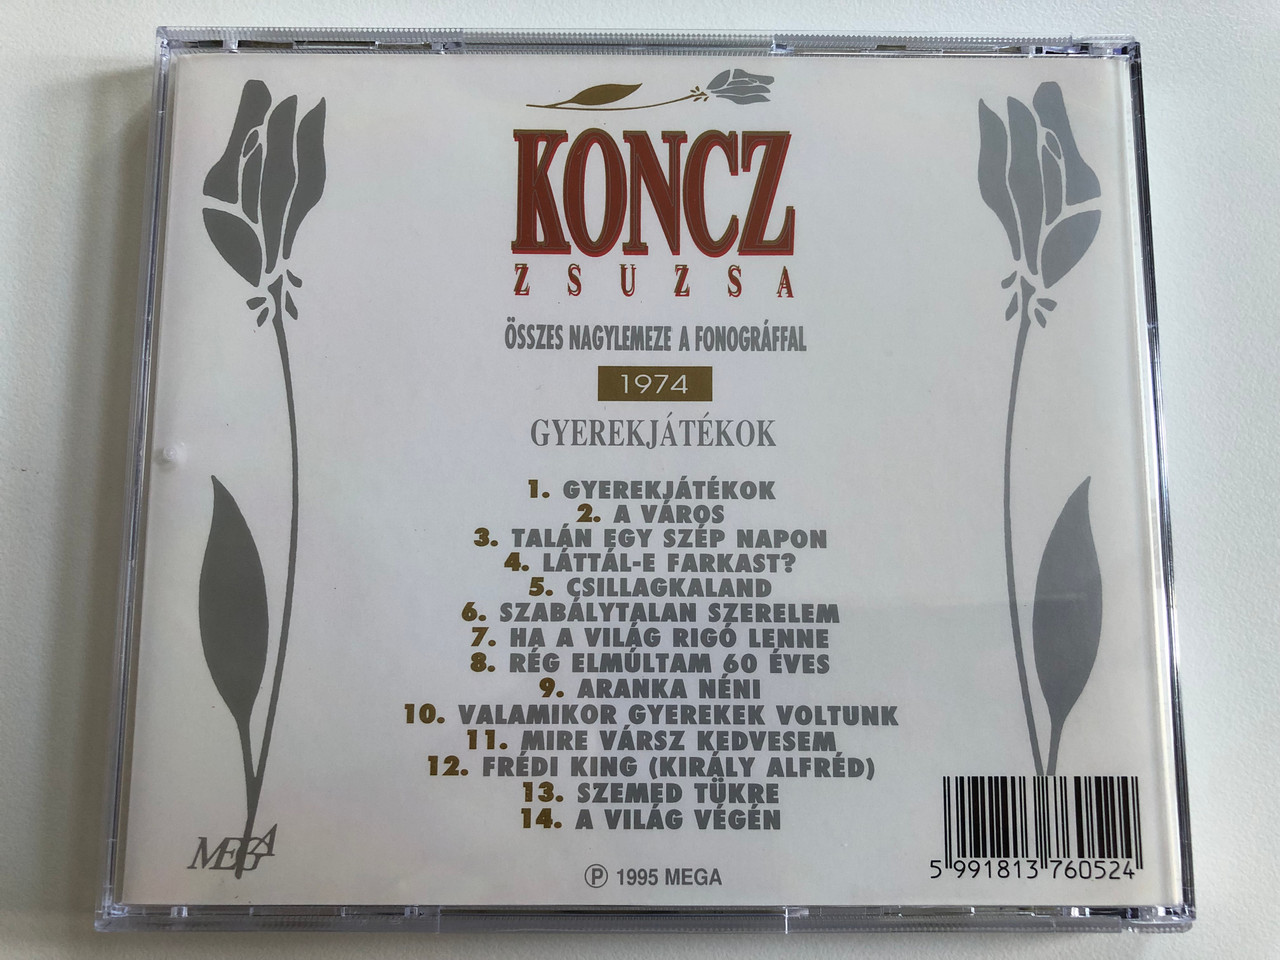 KONCZ
ZSUZSA
ÖSSZES NAGYLEMEZE A FONOGRÁFFAL
1974
GYEREKJÁTÉKOK
1. GYEREKJÁTÉKOK
2. A VÁROS
3. TALÁN EGY SZÉP NAPON
4. LÁTTÁL-E FARKAST?
5. CSILLAGKALAND
6. SZABÁLYTALAN SZERELEM
7. HA A VILÁG RIGÓ LENNE
8. RÉG ELMÚLTAM 60 ÉVES
9. ARANKA NÉNI
10. VALAMIKOR GYEREKEK VOLTUNK
11. MIRE VÁRSZ KEDVESEM
12. FRÉDI KING (KIRÁLY ALFRÉD)
13. SZEMED TÜKRE
14. A VILÁG VÉGÉN
MEGA
℗ 1995 MEGA
5 991813 760524